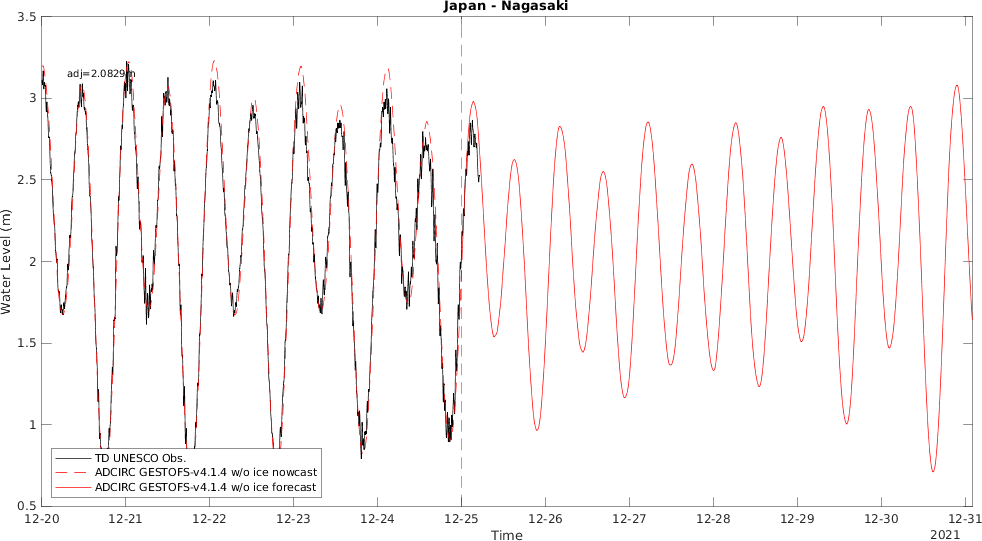 Japan - Nagasaki
3.5
adj=2.0829m
3
2.5
Water Level (m)
2
1.5
1
TD UNESCO Obs.
ADCIRC GESTOFS-v4.1.4 w/o ice nowcast
ADCIRC GESTOFS-v4.1.4 w/o ice forecast
0.5
12-20 12-21 12-22 12-23 12-24 12-25 12-26 12-27 12-28 12-29 12-30 12-31
Time
2021